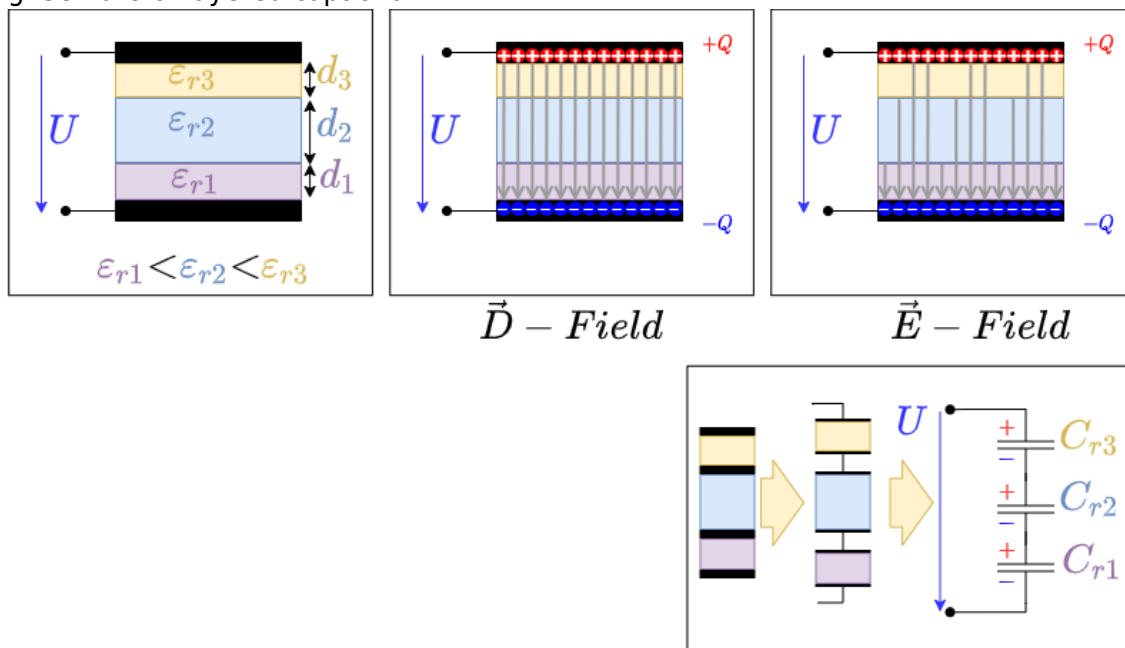 U
εr3
d3
εr2
d2
εr1
d1
εr1<εr2<εr3
U
+Q
−Q
D⃗ − Field
U
+Q
−Q
E⃗ − Field
U
+
−
Cr3
+
−
Cr2
+
−
Cr1